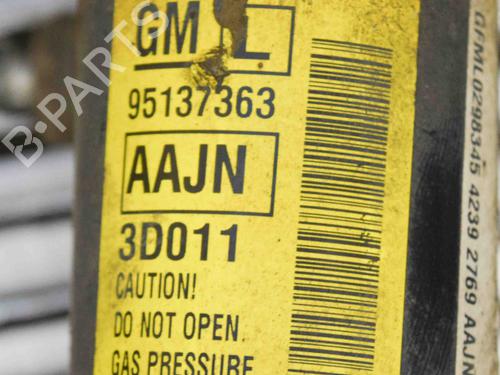 GM L
95137363
AAJN
3D011
CAUTION!
DO NOT OPEN
GAS PRESSURE
GFML0298345 4239 2769 AAJN
B-PARTS